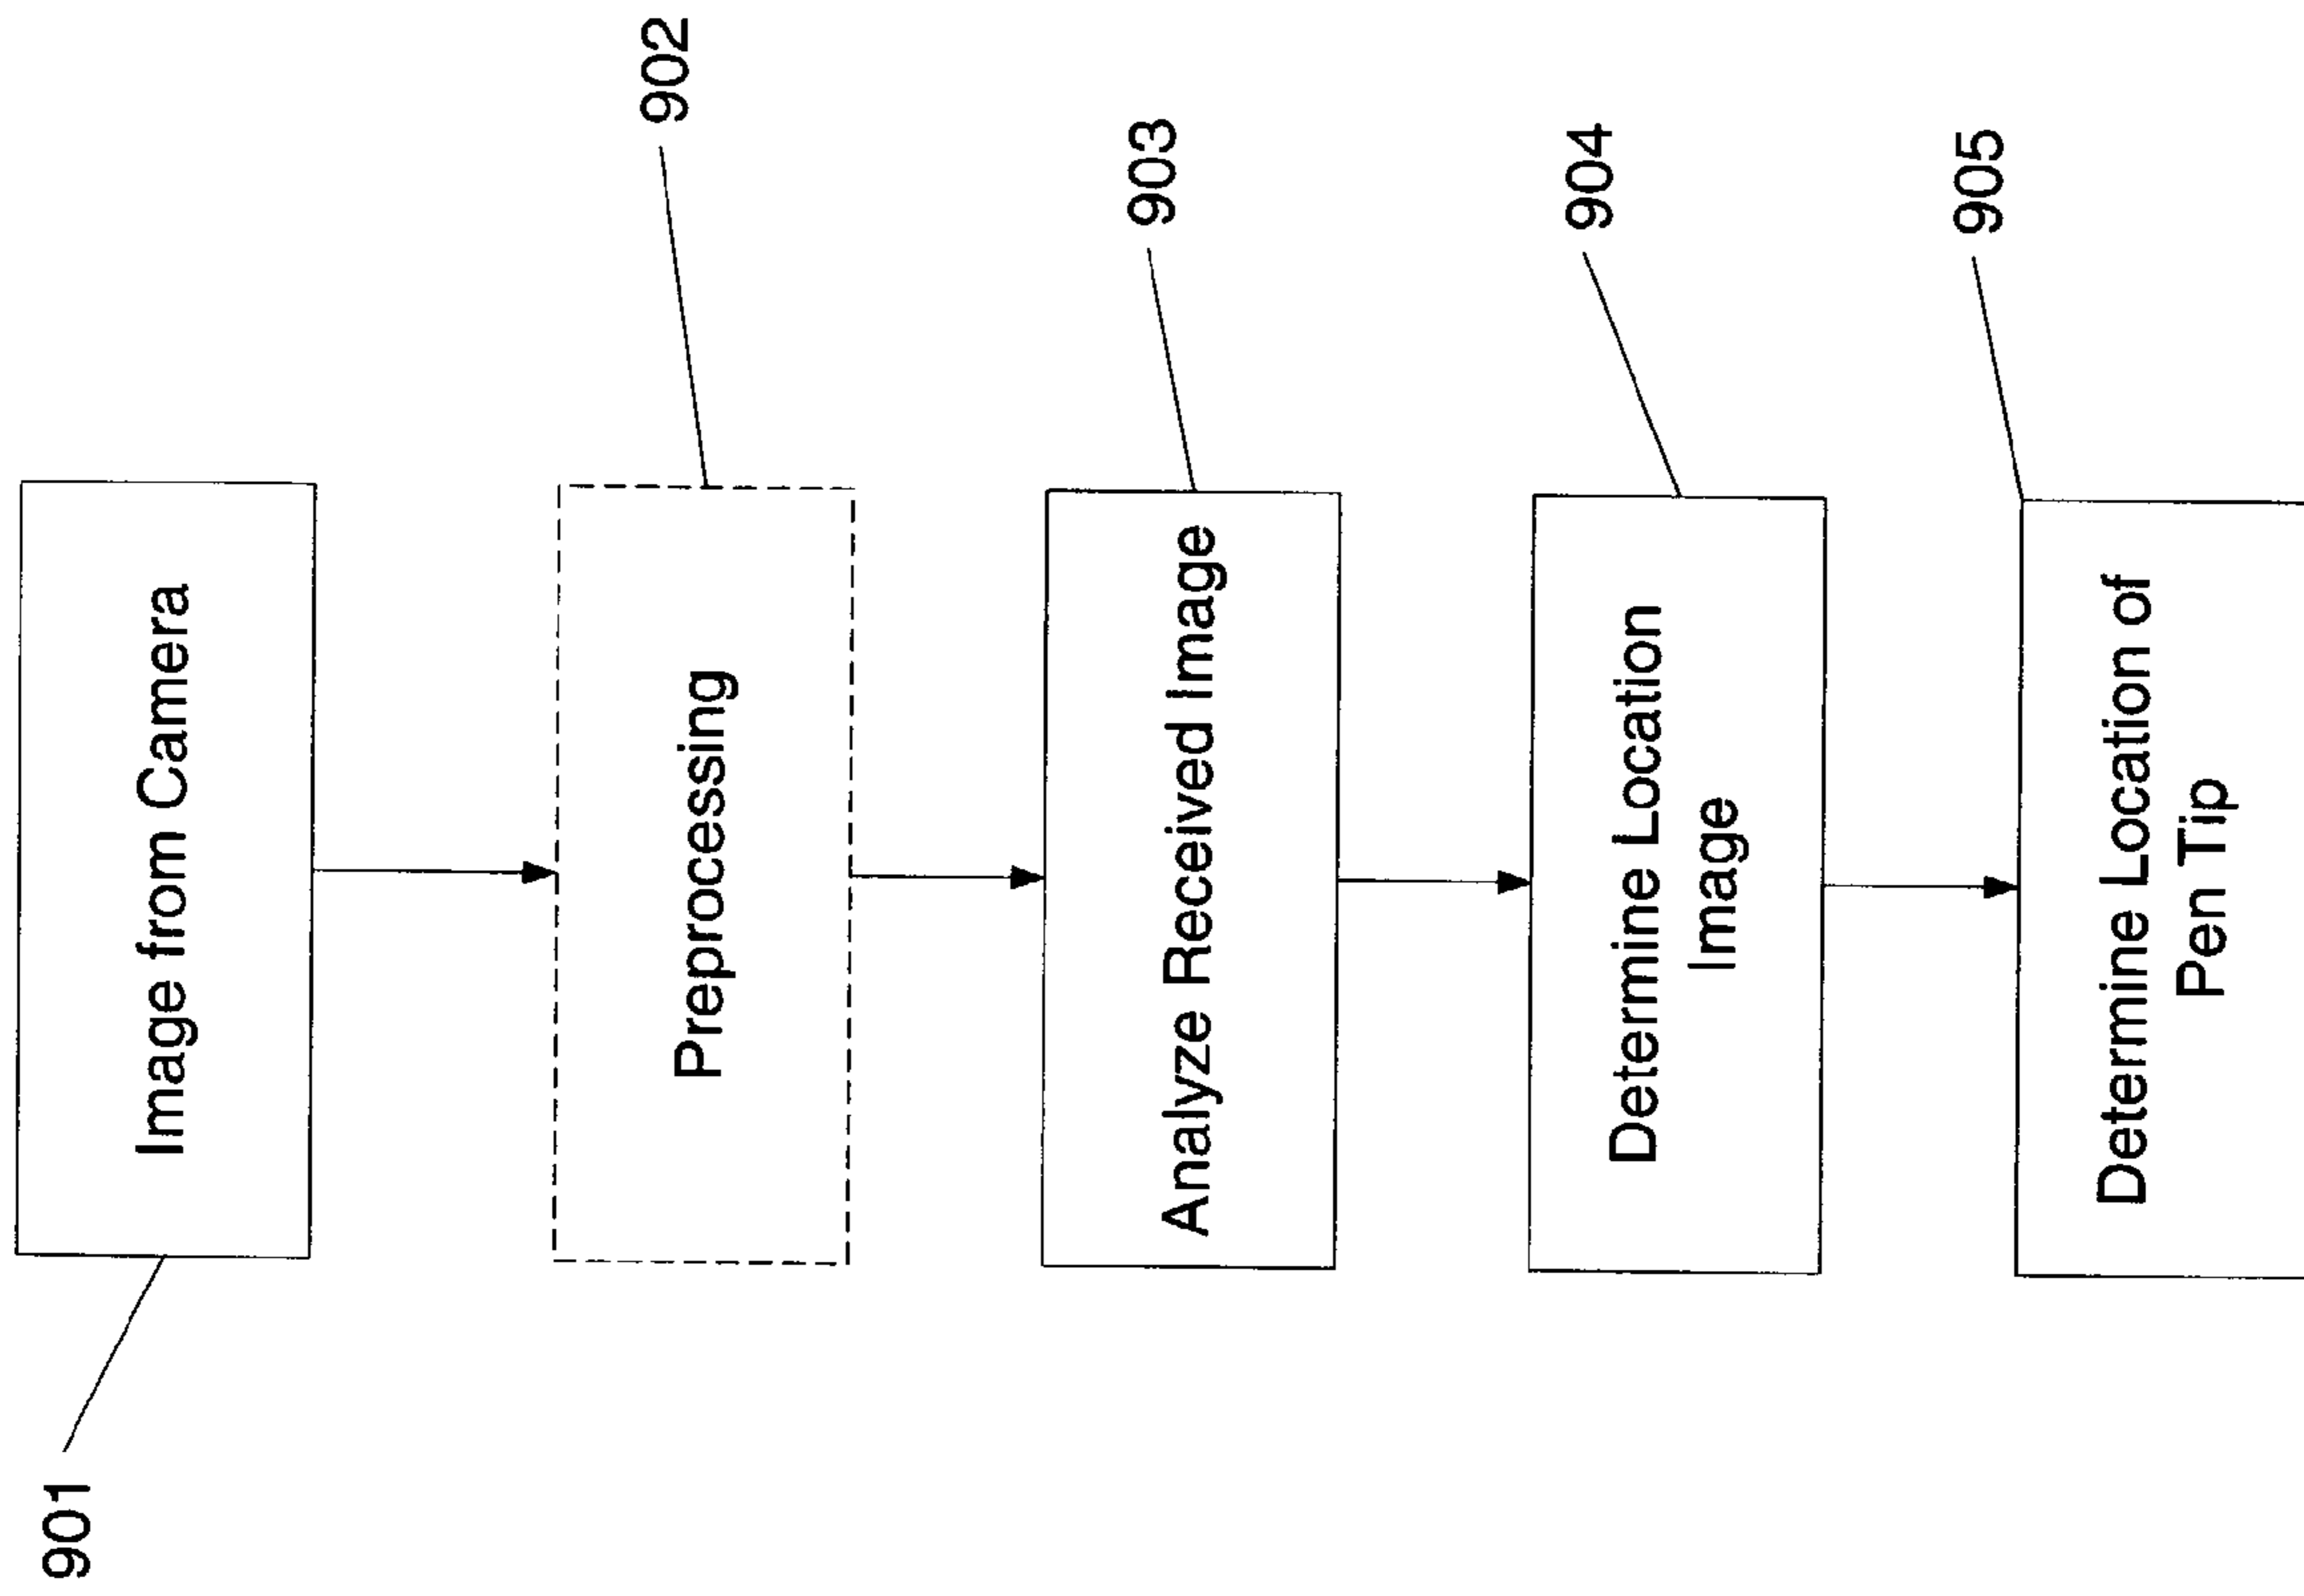 901
Image from Camera
902
Preprocessing
903
Analyze Received Image
904
Determine Location
Image
905
Determine Location of
Pen Tip